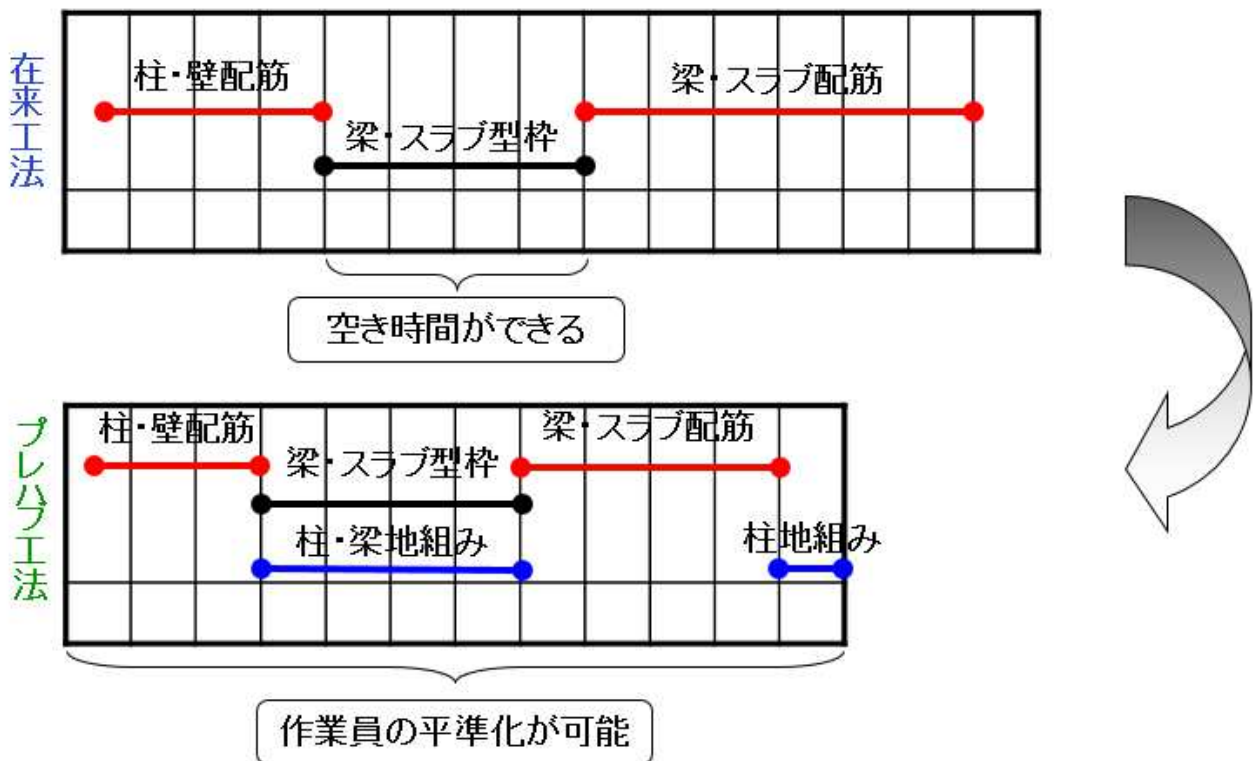 在来工法
柱・壁配筋
梁・スラブ配筋
梁・スラブ型枠
空き時間ができる
プレハブ工法
柱・壁配筋
梁・スラブ配筋
梁・スラブ型枠
柱・梁地組み
柱地組み
作業員の平準化が可能